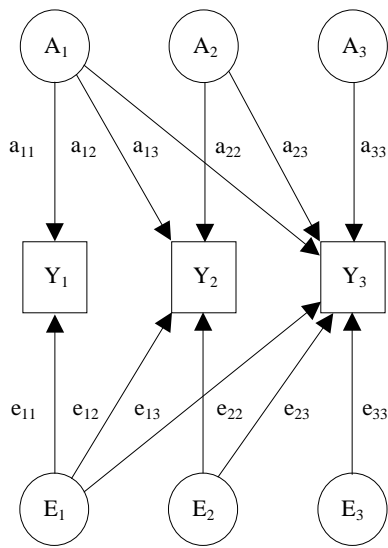 A₁ A₂ A₃
a₁₁ a₁₂ a₁₃ a₂₂ a₂₃ a₃₃
Y₁ Y₂ Y₃
e₁₁ e₁₂ e₁₃ e₂₂ e₂₃ e₃₃
E₁ E₂ E₃